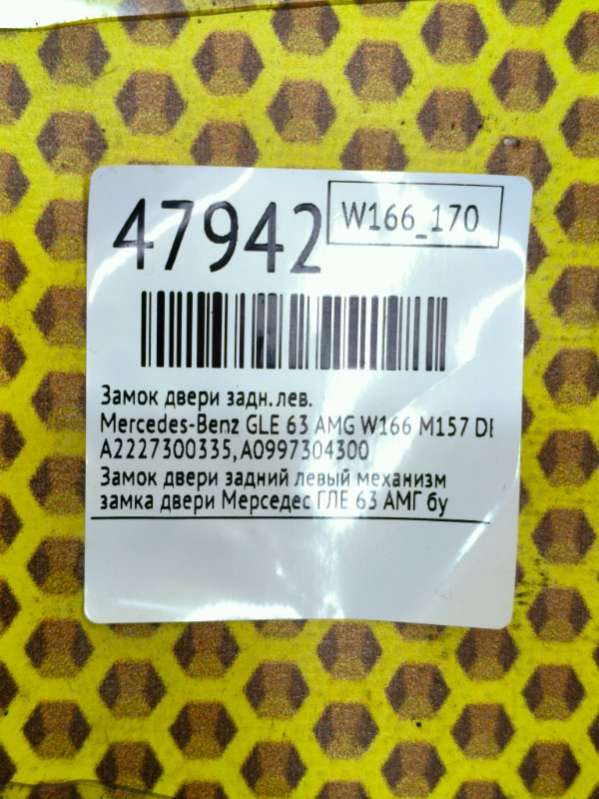 47942
W166_170
Замок двери задн. лев.
Mercedes-Benz GLE 63 AMG W166 M157 DE
A2227300335, A0997304300
Замок двери задний левый механизм
замка двери Мерседес ГЛЕ 63 АМГ бу